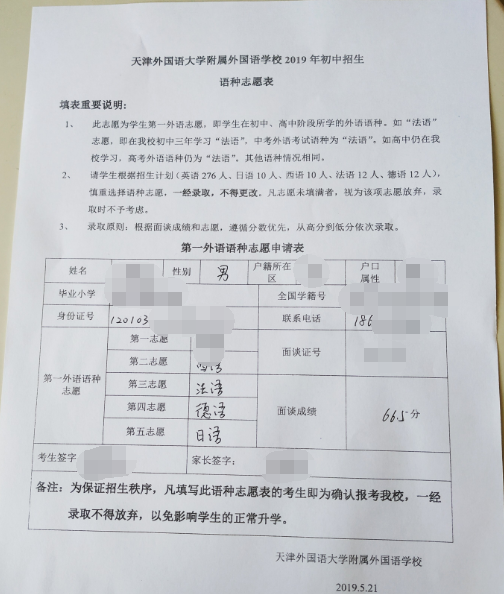 天津外国语大学附属外国语学校 2019 年初中招生
语种志愿表
填表重要说明：
1、 此志愿为学生第一外语志愿，即学生在初中、高中阶段所学的外语语种。如“法语”
志愿，即在我校初中三年学习“法语”，中考外语考试语种为“法语”。如高中仍在我
校学习，高考外语语种仍为“法语”。其他语种情况相同。
2、 请学生根据招生计划（英语 276 人、日语 10 人、西语 10 人、法语 12 人、德语 12 人），
慎重选择语种志愿，一经录取，不得更改。凡志愿未填满者，视为该项志愿放弃，录
取时不予考虑。
3、 录取原则：根据面谈成绩和志愿，遵循分数优先，从高分到低分依次录取。
第一外语语种志愿申请表
姓名 性别 男 户籍所在区 户口属性
毕业小学 全国学籍号
身份证号 120103 联系电话 186
第一外语语种志愿
第一志愿
第二志愿 面谈证号
第三志愿 法语
第四志愿 德语 面谈成绩 66.5 分
第五志愿 日语
考生签字 家长签字：
备注：为保证招生秩序，凡填写此语种志愿表的考生即为确认报考我校，一经
录取不得放弃，以免影响学生的正常升学。
天津外国语大学附属外国语学校
2019.5.21